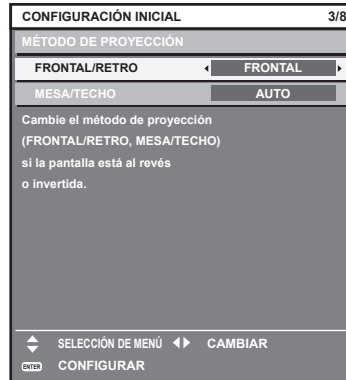 CONFIGURACIÓN INICIAL 3/8
MÉTODO DE PROYECCIÓN
FRONTAL/RETRO FRONTAL
MESA/TECHO AUTO
Cambie el método de proyección
(FRONTAL/RETRO, MESA/TECHO)
si la pantalla está al revés
o invertida.
SELECCIÓN DE MENÚ CAMBIAR
ENTER CONFIGURAR